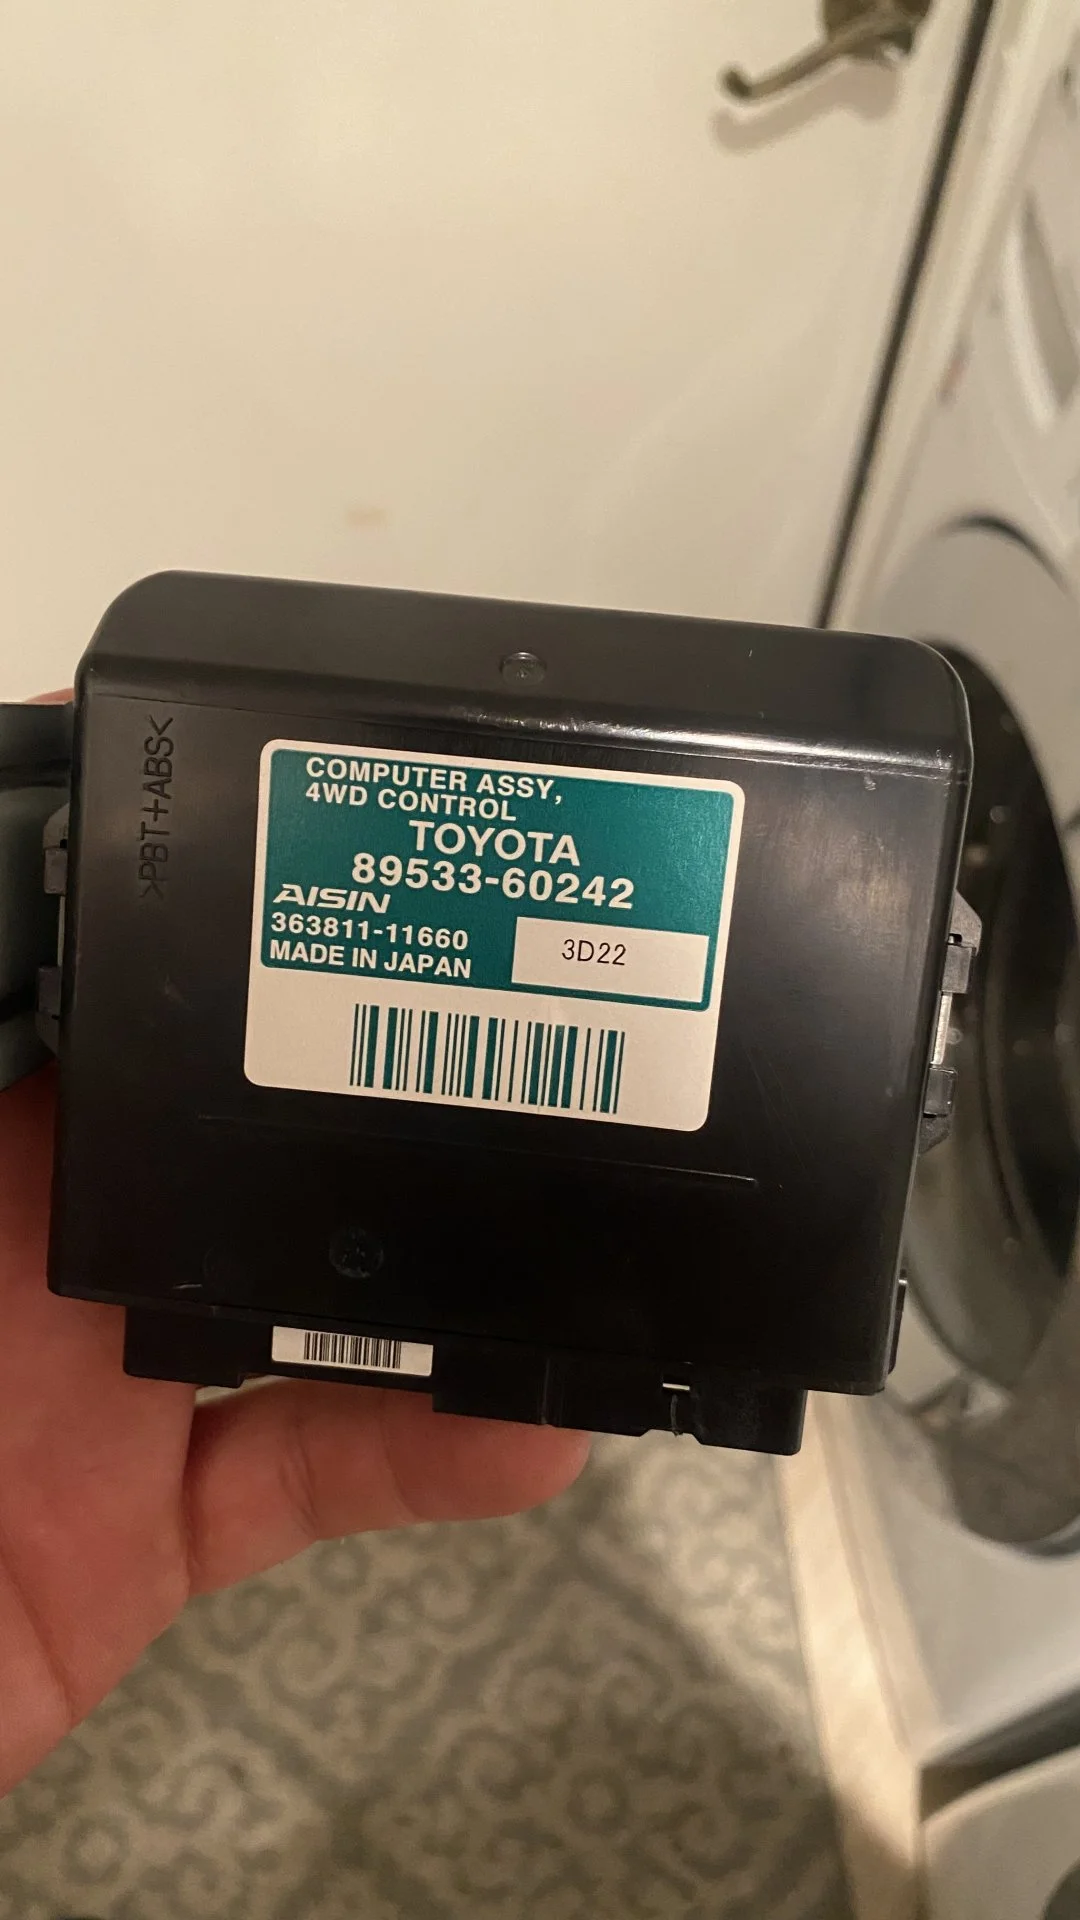 >PBT+ABS<
COMPUTER ASSY,
4WD CONTROL
TOYOTA
89533-60242
AISIN
363811-11660
MADE IN JAPAN
3D22